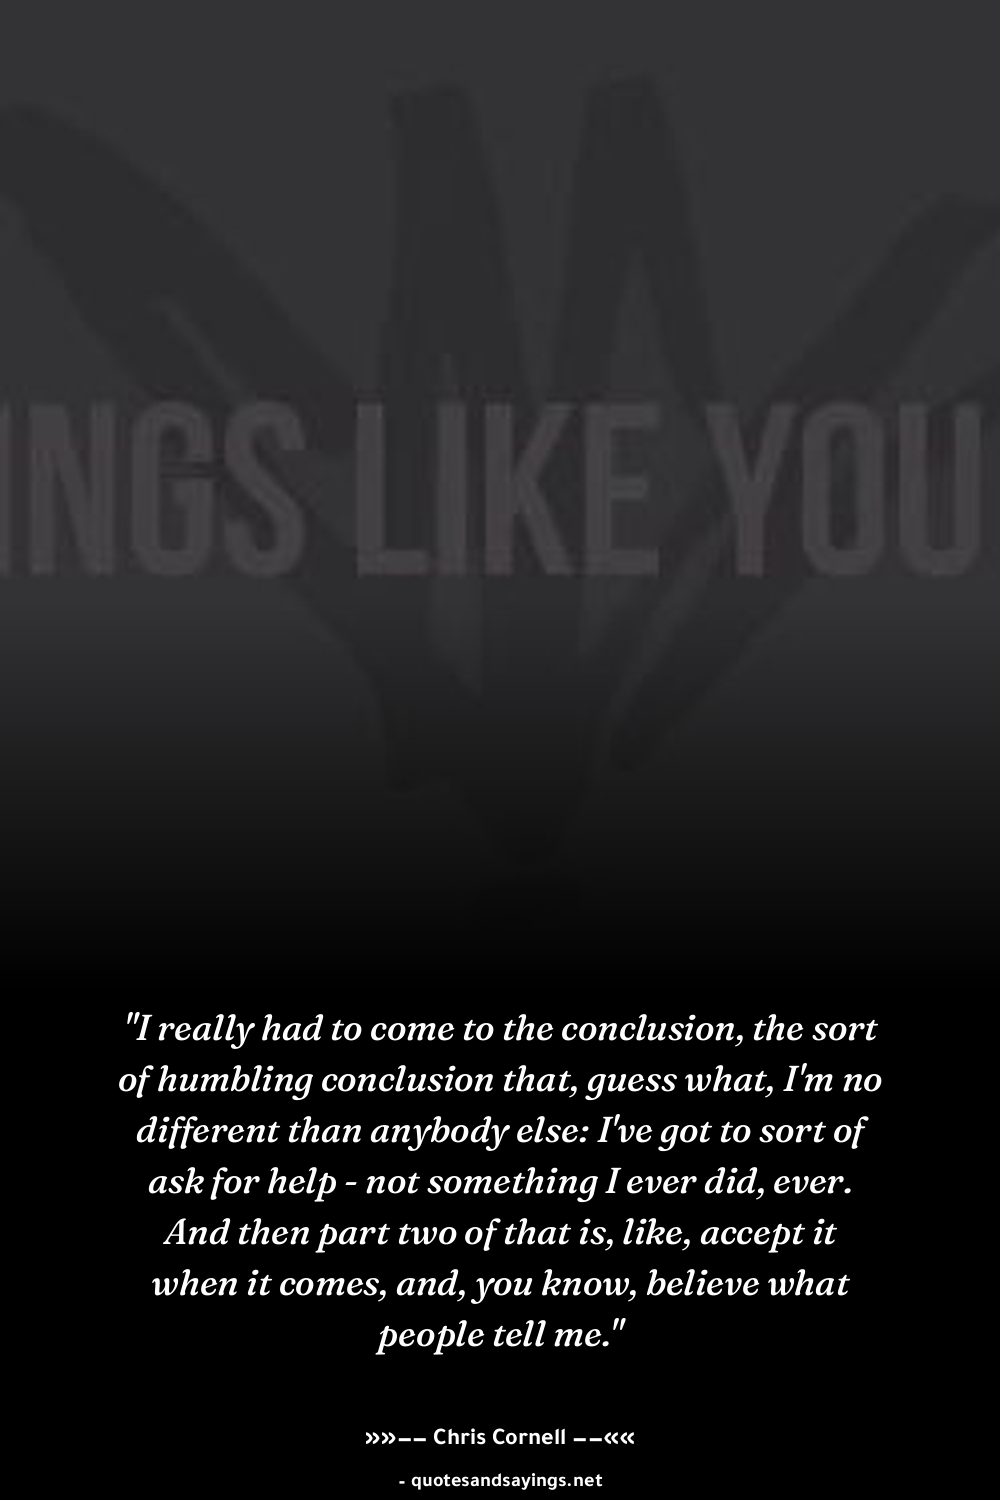 INGS LIKE YOU
"I really had to come to the conclusion, the sort
of humbling conclusion that, guess what, I'm no
different than anybody else: I've got to sort of
ask for help - not something I ever did, ever.
And then part two of that is, like, accept it
when it comes, and, you know, believe what
people tell me."
»»–– Chris Cornell ––««
- quotesandsayings.net